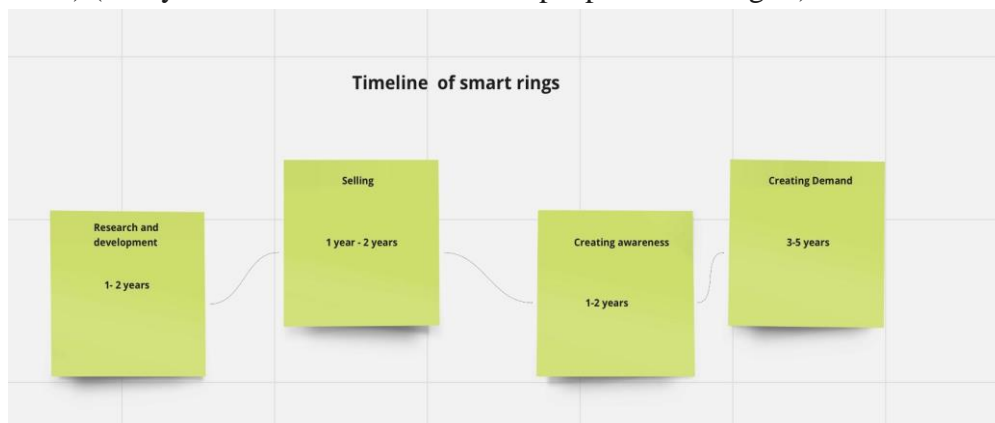 Timeline of smart rings
Research and
development
1- 2 years
Selling
1 year - 2 years
Creating awareness
1-2 years
Creating Demand
3-5 years